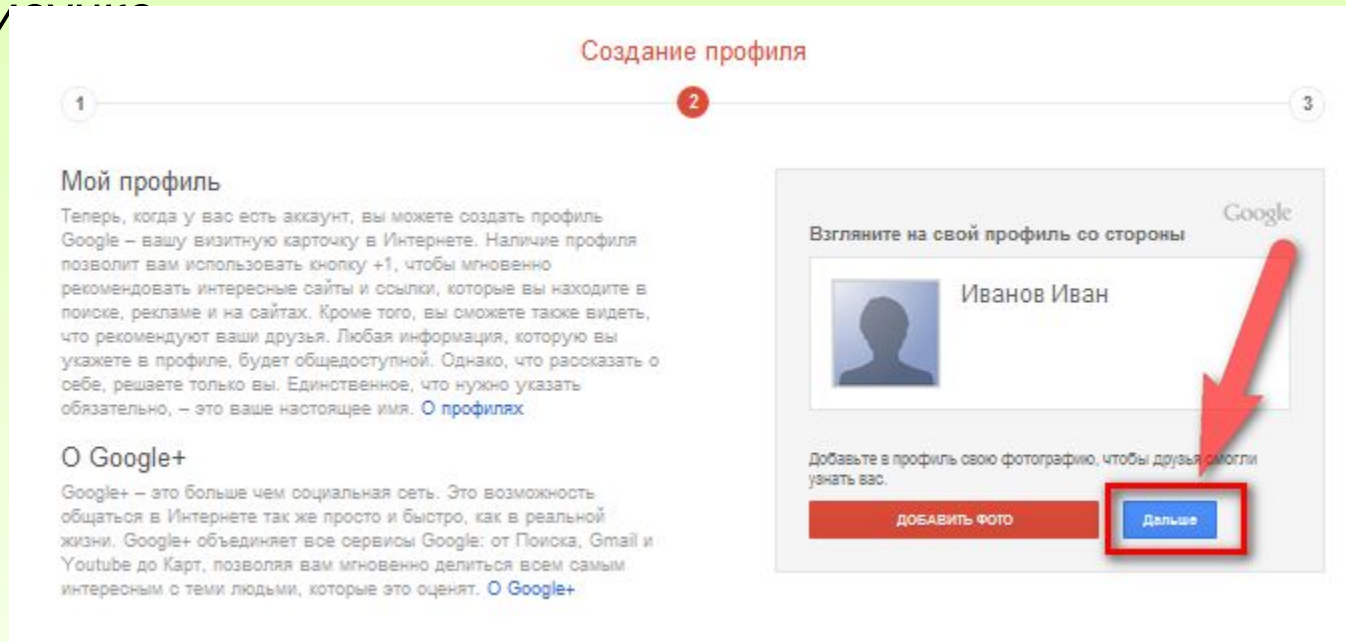 Создание профиля
1
2
3
Мой профиль
Теперь, когда у вас есть аккаунт, вы можете создать профиль
Google – вашу визитную карточку в Интернете. Наличие профиля
позволит вам использовать кнопку +1, чтобы мгновенно
рекомендовать интересные сайты и ссылки, которые вы находите в
поиске, рекламе и на сайтах. Кроме того, вы сможете также видеть,
что рекомендуют ваши друзья. Любая информация, которую вы
укажете в профиле, будет общедоступной. Однако, что рассказать о
себе, решаете только вы. Единственное, что нужно указать
обязательно, – это ваше настоящее имя. О профилях
О Google+
Google+ – это больше чем социальная сеть. Это возможность
общаться в Интернете так же просто и быстро, как в реальной
жизни. Google+ объединяет все сервисы Google: от Поиска, Gmail и
Youtube до Карт, позволяя вам мгновенно делиться всем самым
интересным с теми людьми, которые это оценят. О Google+
Google
Взгляните на свой профиль со стороны
Иванов Иван
Добавьте в профиль свою фотографию, чтобы друзья смогли
узнать вас.
ДОБАВИТЬ ФОТО
Дальше